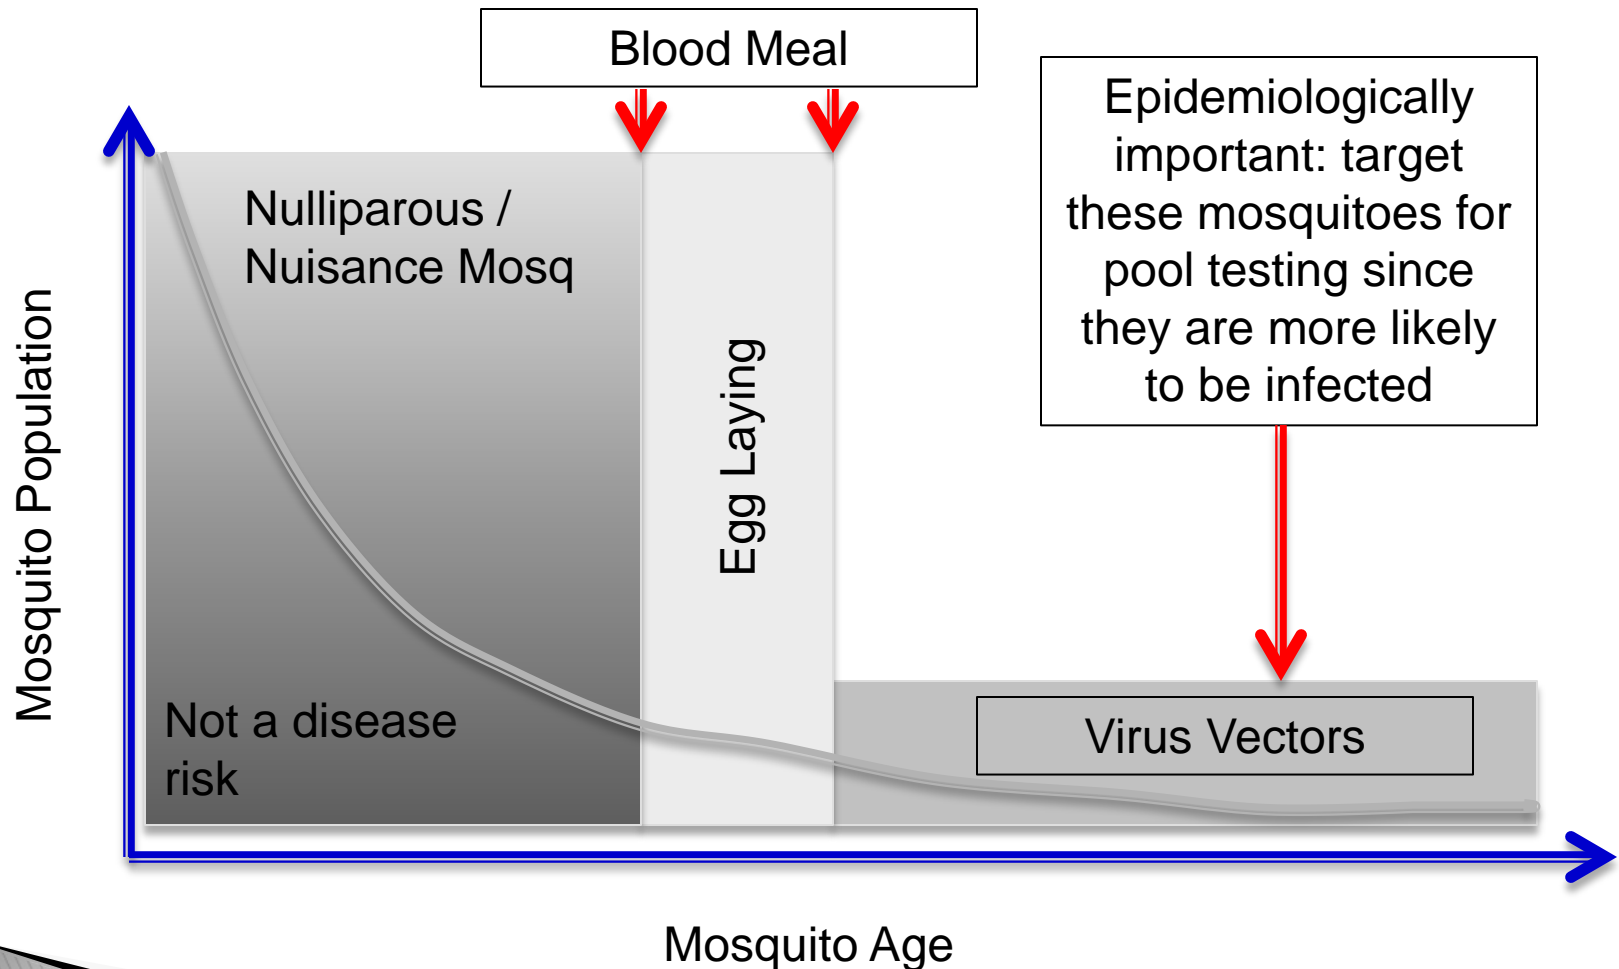 Blood Meal
Epidemiologically
important: target
these mosquitoes for
pool testing since
they are more likely
to be infected
Nulliparous /
Nuisance Mosq
Mosquito Population
Egg Laying
Not a disease
risk
Virus Vectors
Mosquito Age